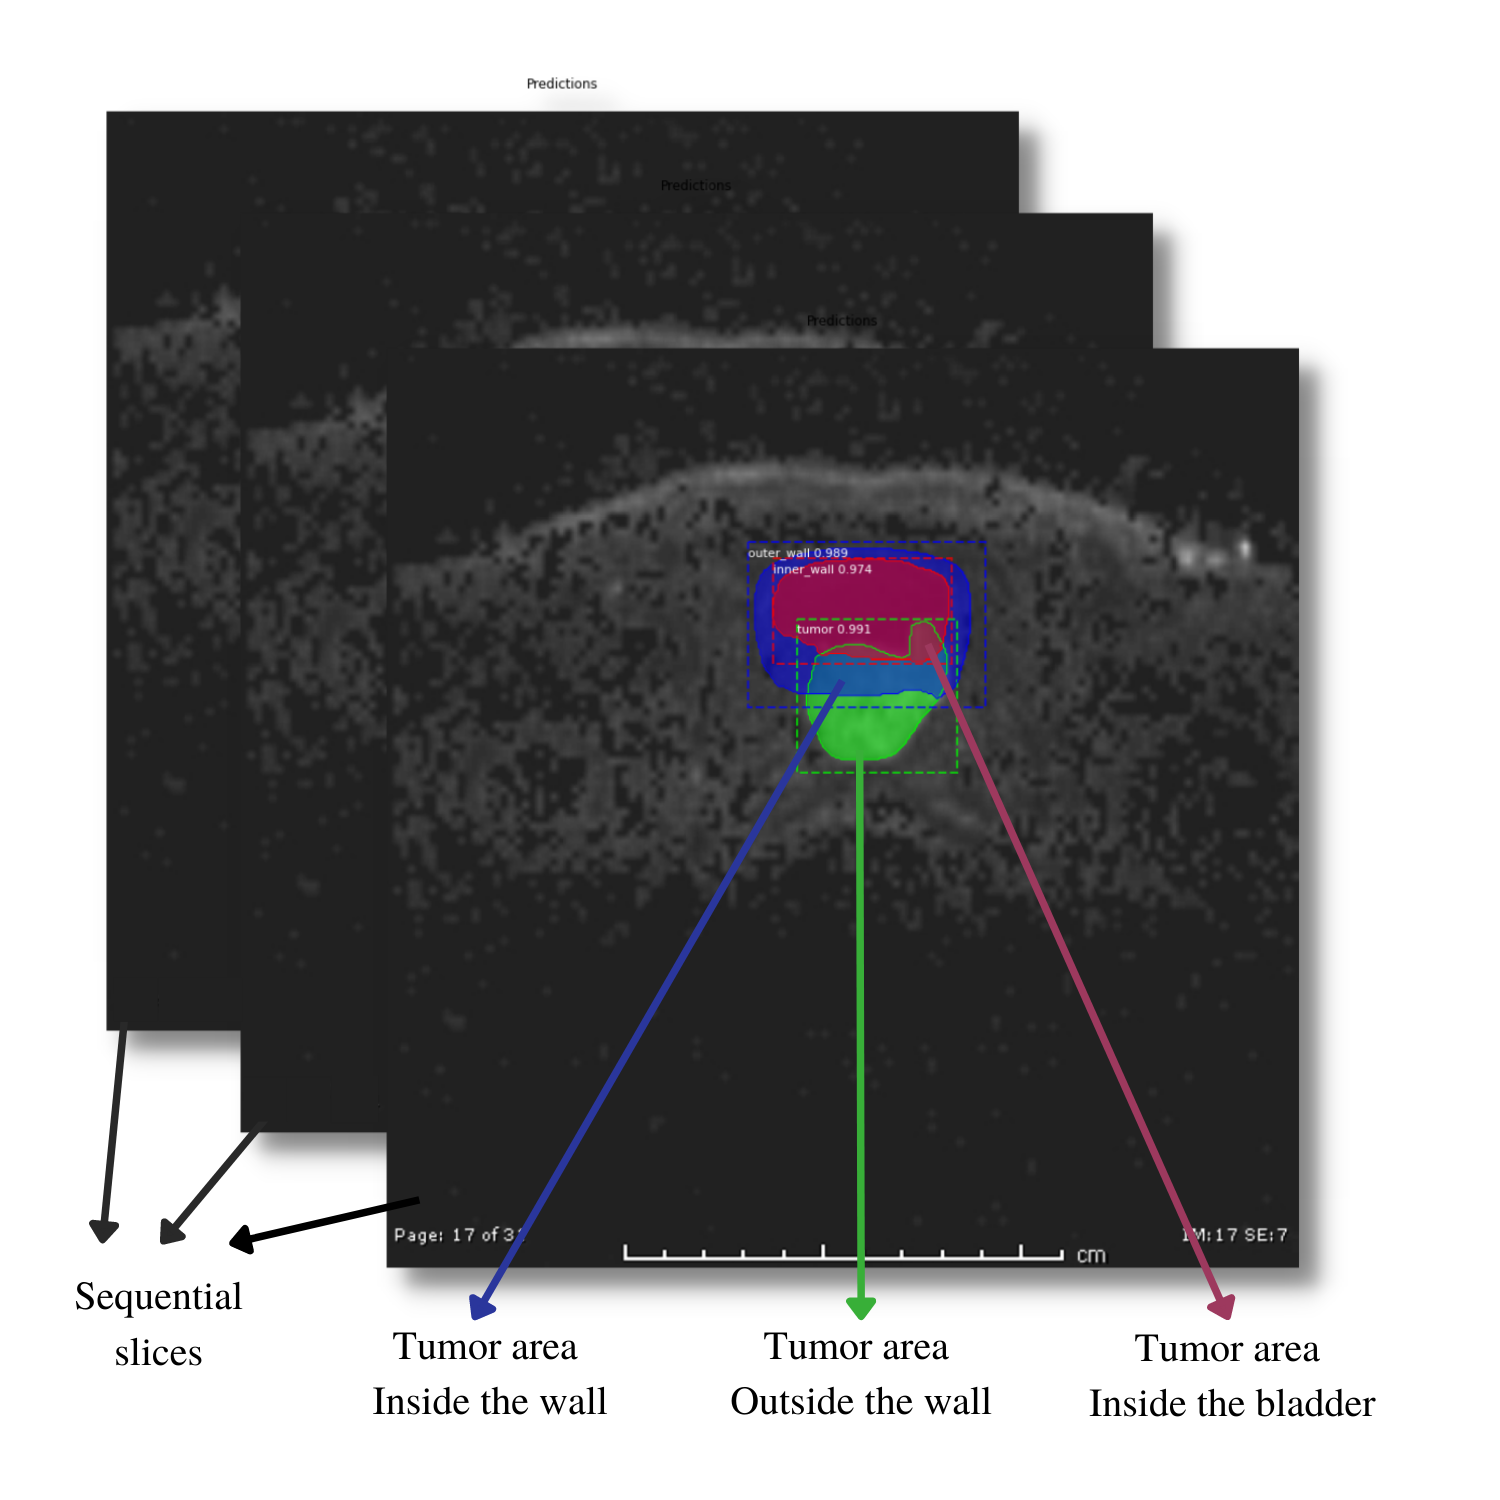 Predictions
Predictions
Predictions
outer_wall 0.989
inner_wall 0.974
tumor 0.991
Page: 17 of
IM:17 SE:7
cm
Sequential
slices
Tumor area
Inside the wall
Tumor area
Outside the wall
Tumor area
Inside the bladder